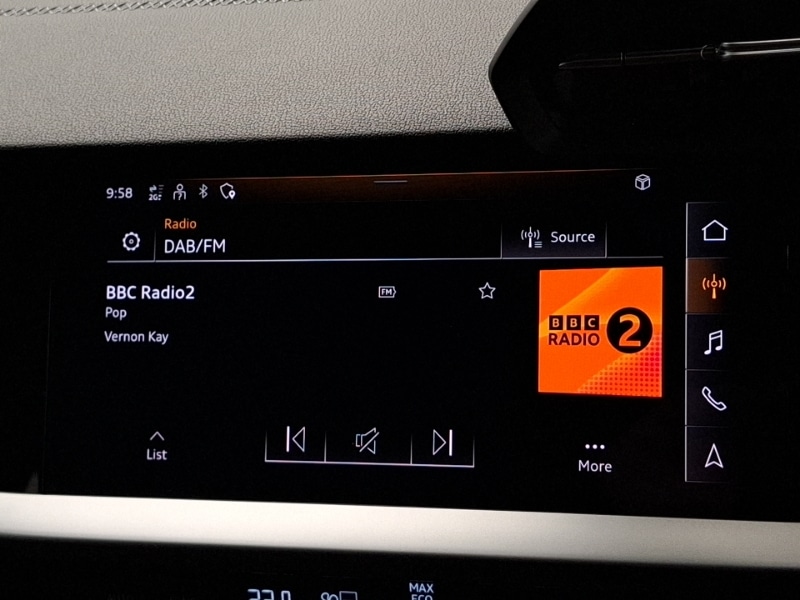 9:58
2G
Radio
DAB/FM
Source
BBC Radio2
FM
Pop
Vernon Kay
BBC
RADIO 2
List
More
MAX
ECO